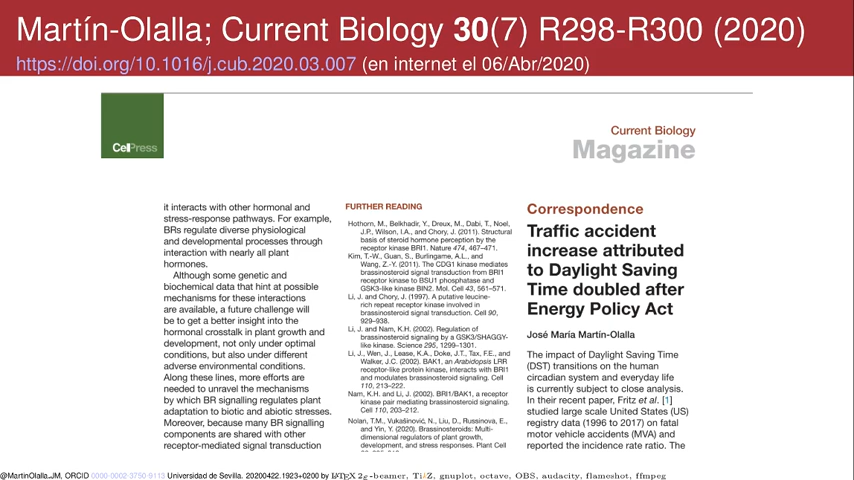 Martín-Olalla; Current Biology 30(7) R298-R300 (2020)
https://doi.org/10.1016/j.cub.2020.03.007 (en internet el 06/Abr/2020)
CellPress
Current Biology
Magazine
it interacts with other hormonal and
stress-response pathways. For example,
BRs regulate diverse physiological
and developmental processes through
interaction with nearly all plant
hormones.
Although some genetic and
biochemical data that hint at possible
mechanisms for these interactions
are available, a future challenge will
be to get a better insight into the
hormonal crosstalk in plant growth and
development, not only under optimal
conditions, but also under different
adverse environmental conditions.
Along these lines, more efforts are
needed to unravel the mechanisms
by which BR signalling regulates plant
adaptation to biotic and abiotic stresses.
Moreover, because many BR signalling
components are shared with other
receptor-mediated signal transduction
FURTHER READING
Hothorn, M., Belkhadir, Y., Dreux, M., Dabi, T., Noel,
J.P., Wilson, I.A., and Chory, J. (2011). Structural
basis of steroid hormone perception by the
receptor kinase BRI1. Nature 474, 467–471.
Kim, T.-W., Guan, S., Burlingame, A.L., and
Wang, Z.-Y. (2011). The CDG1 kinase mediates
brassinosteroid signal transduction from BRI1
receptor kinase to BSU1 phosphatase and
GSK3-like kinase BIN2. Mol. Cell 43, 561–571.
Li, J., and Chory, J. (1997). A putative leucine-
rich repeat receptor kinase involved in
brassinosteroid signal transduction. Cell 90,
929–938.
Li, J., and Nam, K.H. (2002). Regulation of
brassinosteroid signaling by a GSK3/SHAGGY-
like kinase. Science 295, 1299–1301.
Li, J., Wen, J., Lease, K.A., Doke, J.T., Tax, F.E., and
Walker, J.C. (2002). BAK1, an Arabidopsis LRR
receptor-like protein kinase, interacts with BRI1
and modulates brassinosteroid signaling. Cell
110, 213–222.
Nam, K.H. and Li, J. (2002). BRI1/BAK1, a receptor
kinase pair mediating brassinosteroid signaling.
Cell 110, 203–212.
Nolan, T.M., Vukašinović, N., Liu, D., Russinova, E.,
and Yin, Y. (2020). Brassinosteroids: Multi-
dimensional regulators of plant growth,
development, and stress responses. Plant Cell
Correspondence
Traffic accident
increase attributed
to Daylight Saving
Time doubled after
Energy Policy Act
José María Martín-Olalla
The impact of Daylight Saving Time
(DST) transitions on the human
circadian system and everyday life
is currently subject to close analysis.
In their recent paper, Fritz et al. [1]
studied large scale United States (US)
registry data (1996 to 2017) on fatal
motor vehicle accidents (MVA) and
reported the incidence rate ratio. The
@MartinOlalla.JM, ORCID 0000-0002-3750-9113 Universidad de Sevilla. 20200422.1923+0200 by LATEX 2ε-beamer, TikZ, gnuplot, octave, OBS, audacity, flameshot, ffmpeg